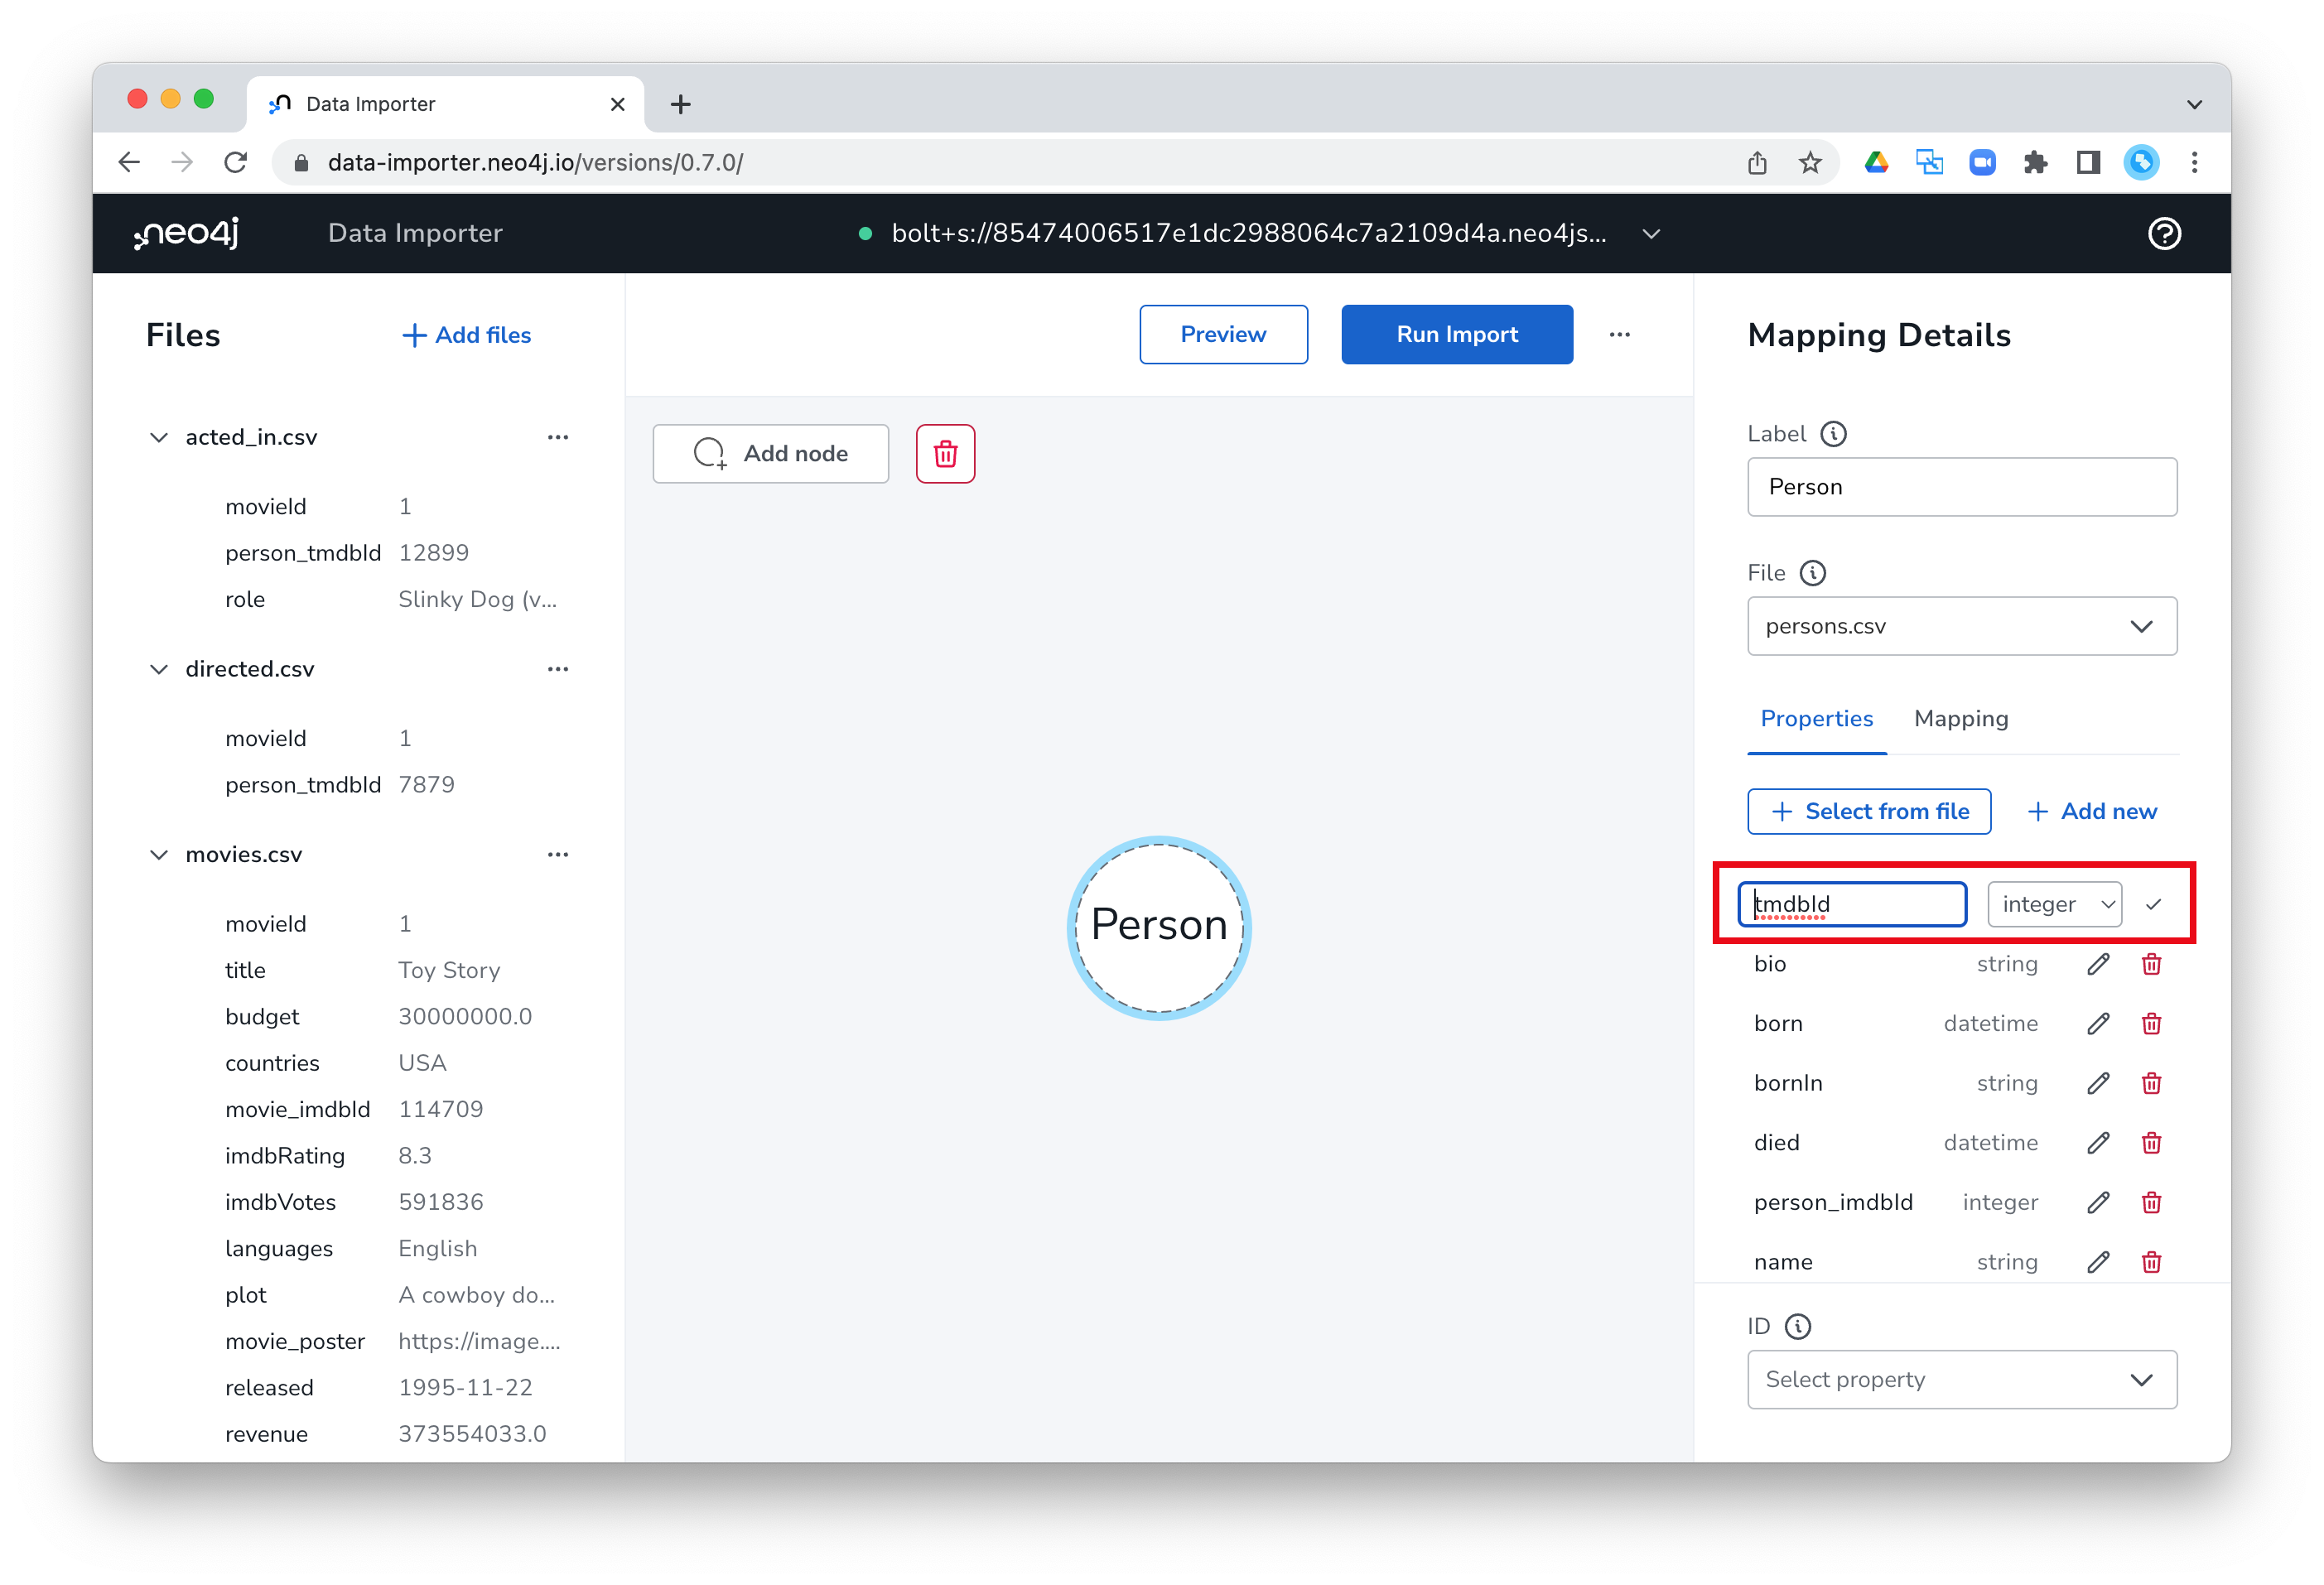 Data Importer
data-importer.neo4j.io/versions/0.7.0/
neo4j
Data Importer
bolt+s://85474006517e1dc2988064c7a2109d4a.neo4js...
Files
Add files
acted_in.csv
movieId 1
person_tmdbId 12899
role Slinky Dog (v...
directed.csv
movieId 1
person_tmdbId 7879
movies.csv
movieId 1
title Toy Story
budget 30000000.0
countries USA
movie_imdbId 114709
imdbRating 8.3
imdbVotes 591836
languages English
plot A cowboy do...
movie_poster https://image....
released 1995-11-22
revenue 373554033.0
Preview
Run Import
Add node
Person
Mapping Details
Label
Person
File
persons.csv
Properties Mapping
Select from file Add new
tmdbId integer
bio string
born datetime
bornIn string
died datetime
person_imdbId integer
name string
ID
Select property